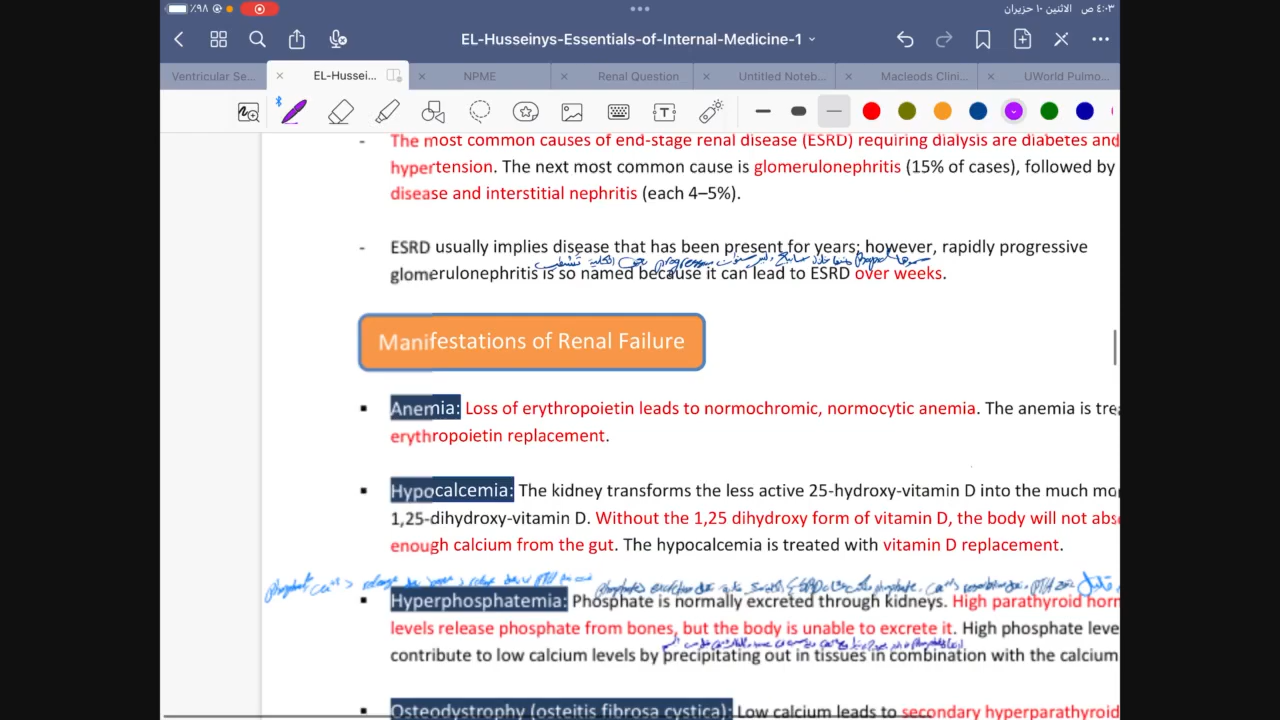 ٪٩٨
٤:٠٣ ص الاثنين ١٠ حزيران
EL-Husseinys-Essentials-of-Internal-Medicine-1
Ventricular Se...
EL-Hussei...
NPME
Renal Question
Untitled Noteb...
Macleods Clini...
UWorld Pulmo...
- The most common causes of end-stage renal disease (ESRD) requiring dialysis are diabetes and
hypertension. The next most common cause is glomerulonephritis (15% of cases), followed by
disease and interstitial nephritis (each 4–5%).
- ESRD usually implies disease that has been present for years; however, rapidly progressive
progressive
glomerulonephritis is so named because it can lead to ESRD over weeks.
Manifestations of Renal Failure
▪ Anemia: Loss of erythropoietin leads to normochromic, normocytic anemia. The anemia is trea
erythropoietin replacement.
▪ Hypocalcemia: The kidney transforms the less active 25-hydroxy-vitamin D into the much mo
1,25-dihydroxy-vitamin D. Without the 1,25 dihydroxy form of vitamin D, the body will not abs
enough calcium from the gut. The hypocalcemia is treated with vitamin D replacement.
▪ Hyperphosphatemia: Phosphate is normally excreted through kidneys. High parathyroid horm
levels release phosphate from bones, but the body is unable to excrete it. High phosphate leve
contribute to low calcium levels by precipitating out in tissues in combination with the calcium
▪ Osteodystrophy (osteitis fibrosa cystica): Low calcium leads to secondary hyperparathyroid